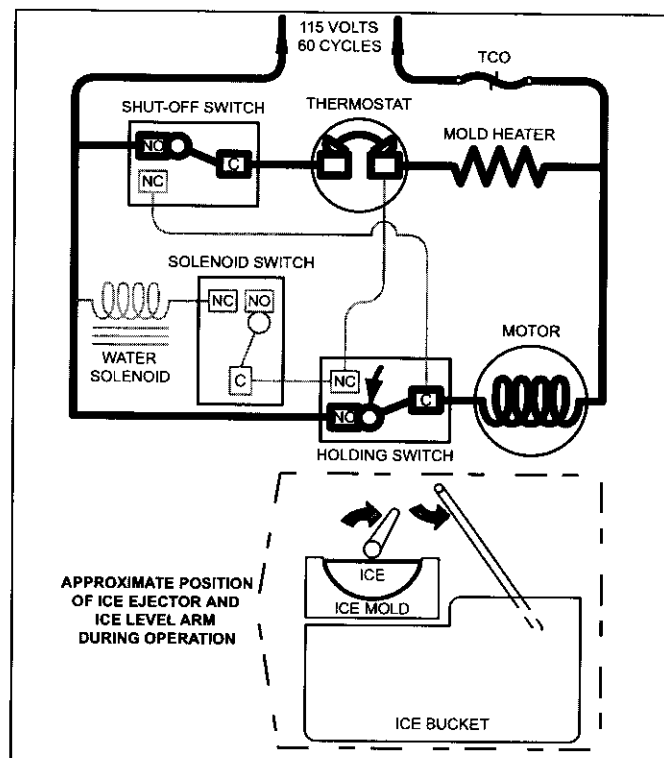 115 VOLTS
60 CYCLES
TCO
SHUT-OFF SWITCH
THERMOSTAT
MOLD HEATER
NO
C
NC
SOLENOID SWITCH
NC
NO
MOTOR
WATER
SOLENOID
C
NC
C
NO
HOLDING SWITCH
APPROXIMATE POSITION
OF ICE EJECTOR AND
ICE LEVEL ARM
DURING OPERATION
ICE
ICE MOLD
ICE BUCKET